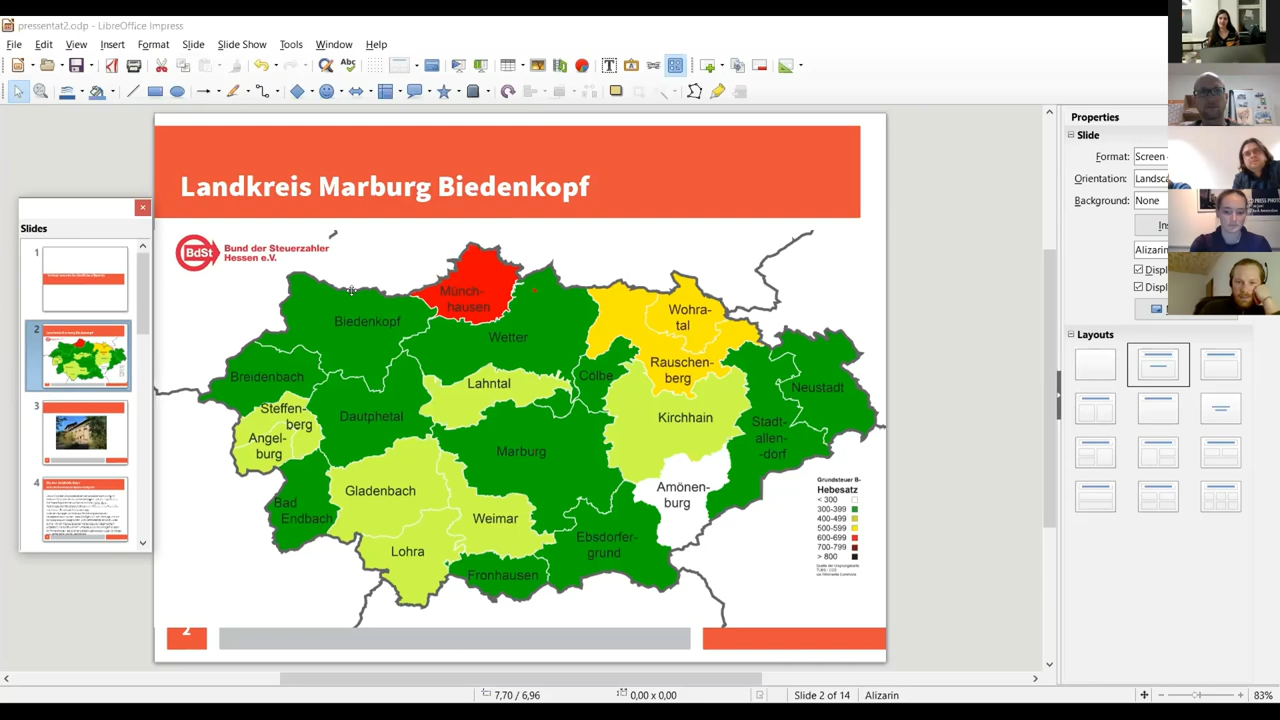 pressentat2.odp - LibreOffice Impress
File Edit View Insert Format Slide Slide Show Tools Window Help
Slides
1
2
3
4
Landkreis Marburg Biedenkopf
BdSt
Bund der Steuerzahler
Hessen e.V.
Münch-
hausen
Biedenkopf
Wetter
Wohra-
tal
Rauschen-
berg
Breidenbach
Lahntal
Cölbe
Neustadt
Steffen-
berg
Dautphetal
Kirchhain
Stadt-
allen-
-dorf
Angel-
burg
Marburg
Gladenbach
Amönen-
burg
Bad
Endbach
Weimar
Ebsdorfer-
grund
Lohra
Fronhausen
Grundsteuer B-
Hebesatz
< 300
300-399
400-499
500-599
600-699
700-799
> 800
2
Properties
Slide
Format: Screen
Orientation: Landsc
Background: None
Alizarin
Displ
Displ
Layouts
7,70 / 6,96
0,00 x 0,00
Slide 2 of 14
Alizarin
83%